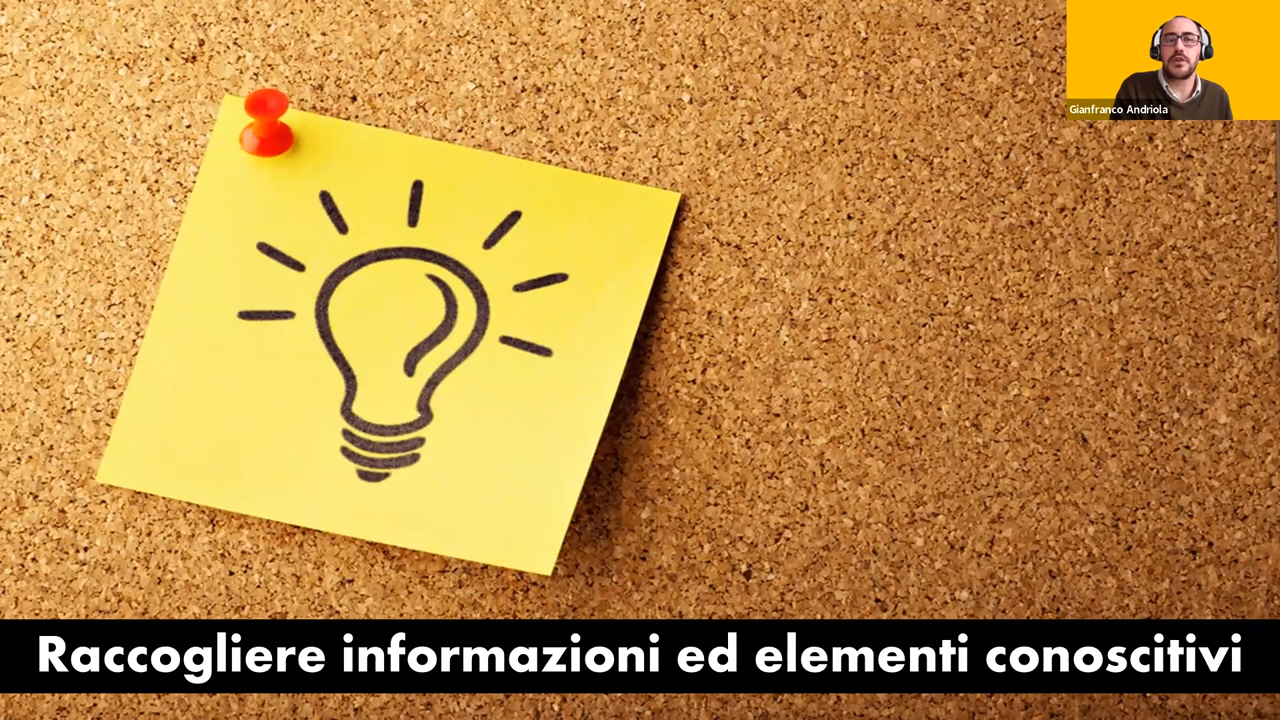 Gianfranco Andriola
Raccogliere informazioni ed elementi conoscitivi